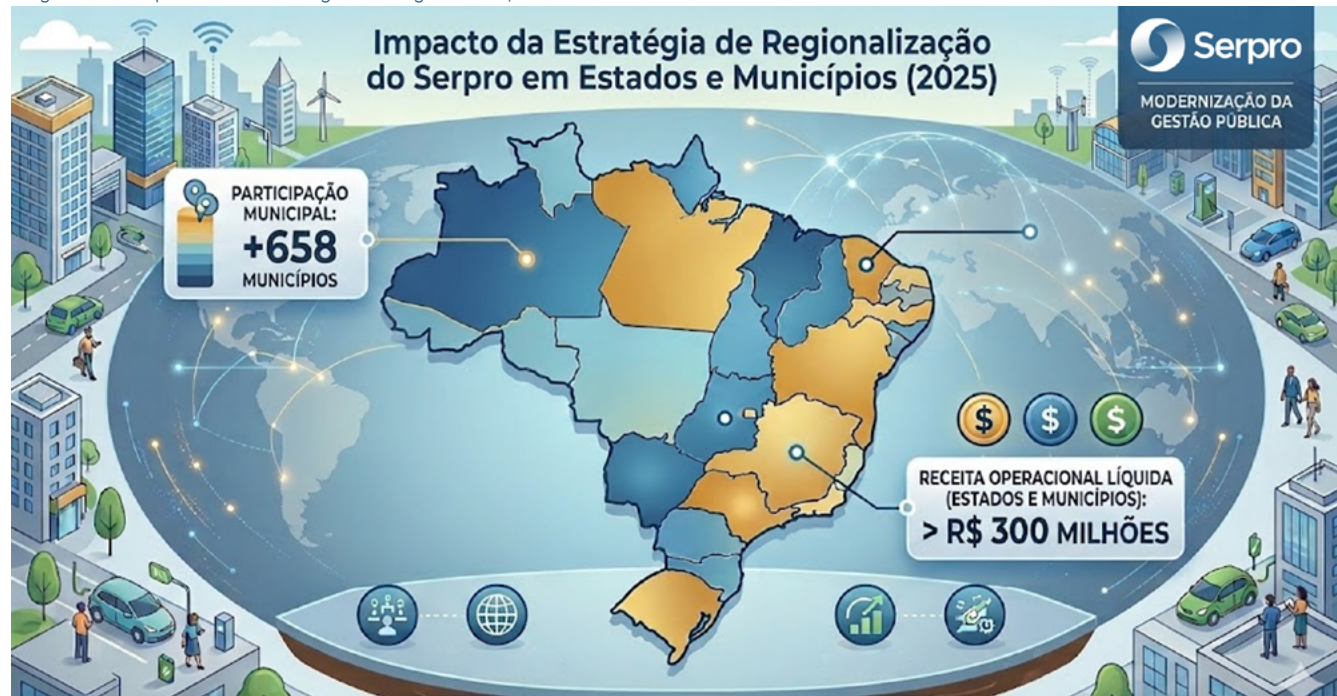 Impacto da Estratégia de Regionalização
do Serpro em Estados e Municípios (2025)
Serpro
MODERNIZAÇÃO DA
GESTÃO PÚBLICA
PARTICIPAÇÃO
MUNICIPAL:
+658
MUNICÍPIOS
$ $ $
RECEITA OPERACIONAL LÍQUIDA
(ESTADOS E MUNICÍPIOS):
> R$ 300 MILHÕES